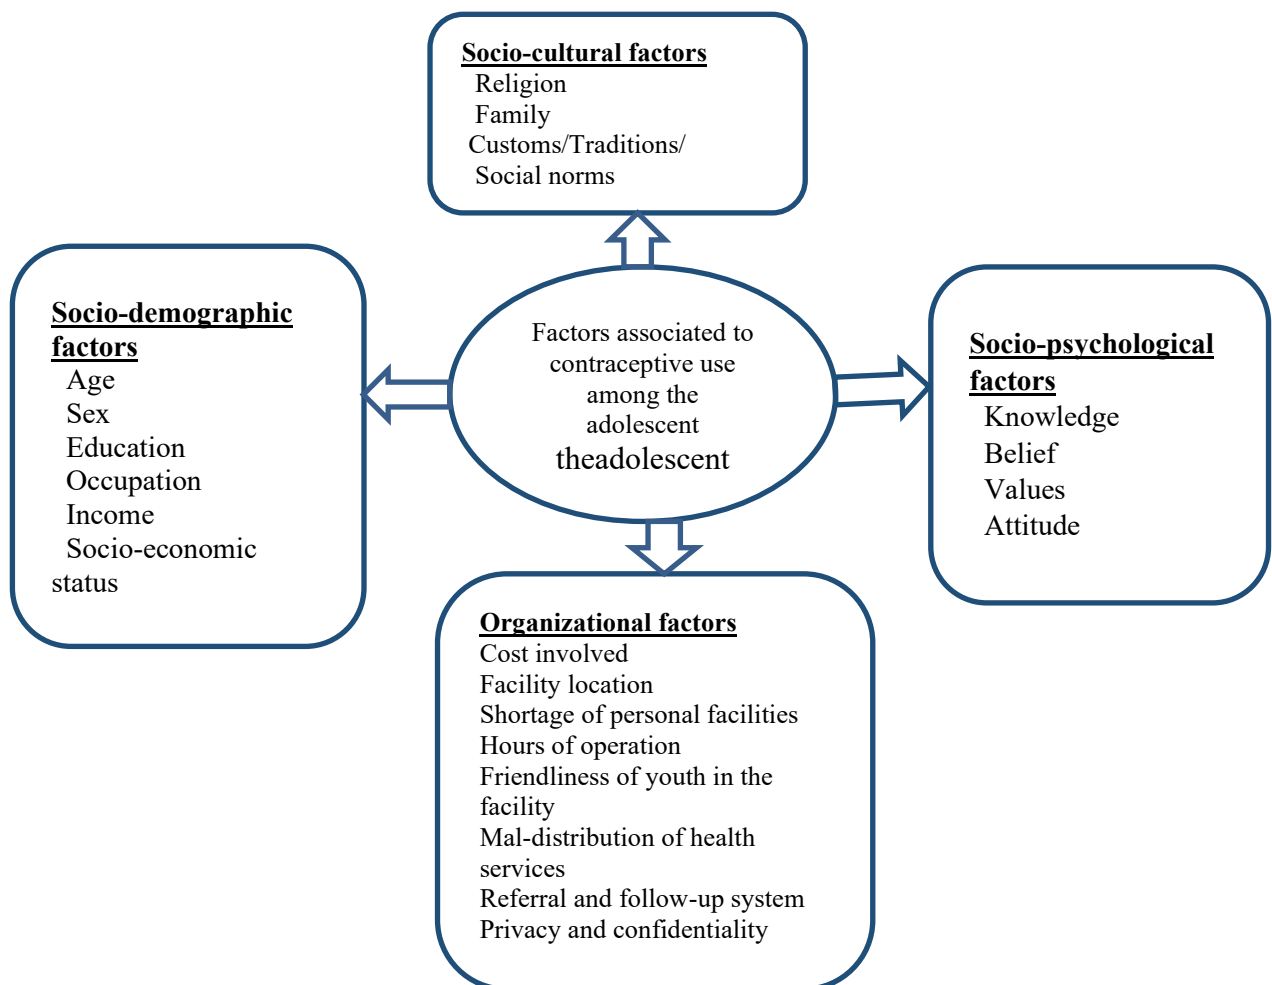 Socio-cultural factors
Religion
Family
Customs/Traditions/
Social norms
Socio-demographic
factors
Age
Sex
Education
Occupation
Income
Socio-economic
status
Factors associated to
contraceptive use
among the
adolescent
theadolescent
Socio-psychological
factors
Knowledge
Belief
Values
Attitude
Organizational factors
Cost involved
Facility location
Shortage of personal facilities
Hours of operation
Friendliness of youth in the
facility
Mal-distribution of health
services
Referral and follow-up system
Privacy and confidentiality